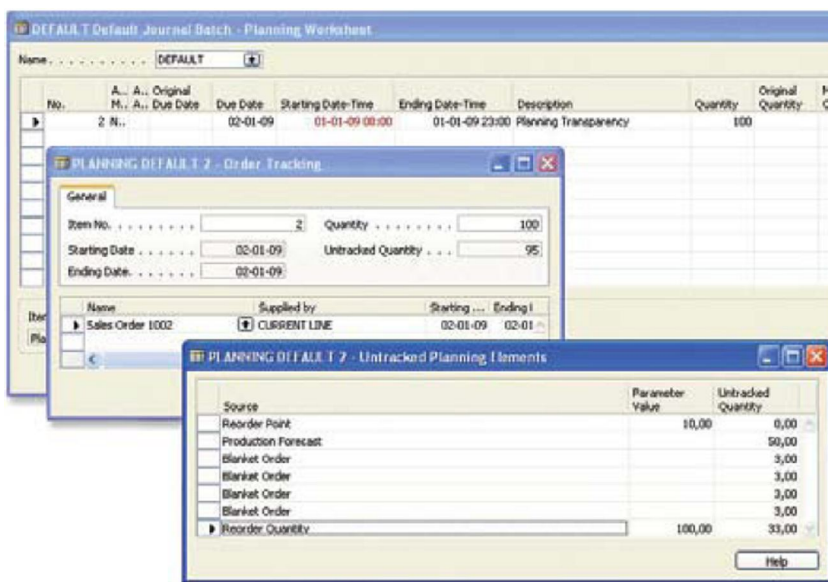 DEFAULT Default Journal Batch - Planning Worksheet
Name . . . . . . . . . . DEFAULT
A.. A.. Original Original
No. M.. A.. Due Date Due Date Starting Date-Time Ending Date-Time Description Quantity Quantity
2 N.. 02-01-09 01-01-09 00:00 01-01-09 23:00 Planning Transparency 100
PLANNING DEFAULT 2 - Order Tracking
General
Item No. . . . . . . . . 2 Quantity . . . . . . . . 100
Starting Date . . . . . . 02-01-09 Untracked Quantity . . . 95
Ending Date. . . . . . . 02-01-09
Name Supplied by Starting ... Ending
Sales Order 1002 CURRENT LINE 02-01-09 02-01
PLANNING DEFAULT 2 - Untracked Planning Elements
Parameter Untracked
Source Value Quantity
Reorder Point 10,00 0,00
Production Forecast 50,00
Blanket Order 3,00
Blanket Order 3,00
Blanket Order 3,00
Blanket Order 3,00
Reorder Quantity 100,00 33,00
Help